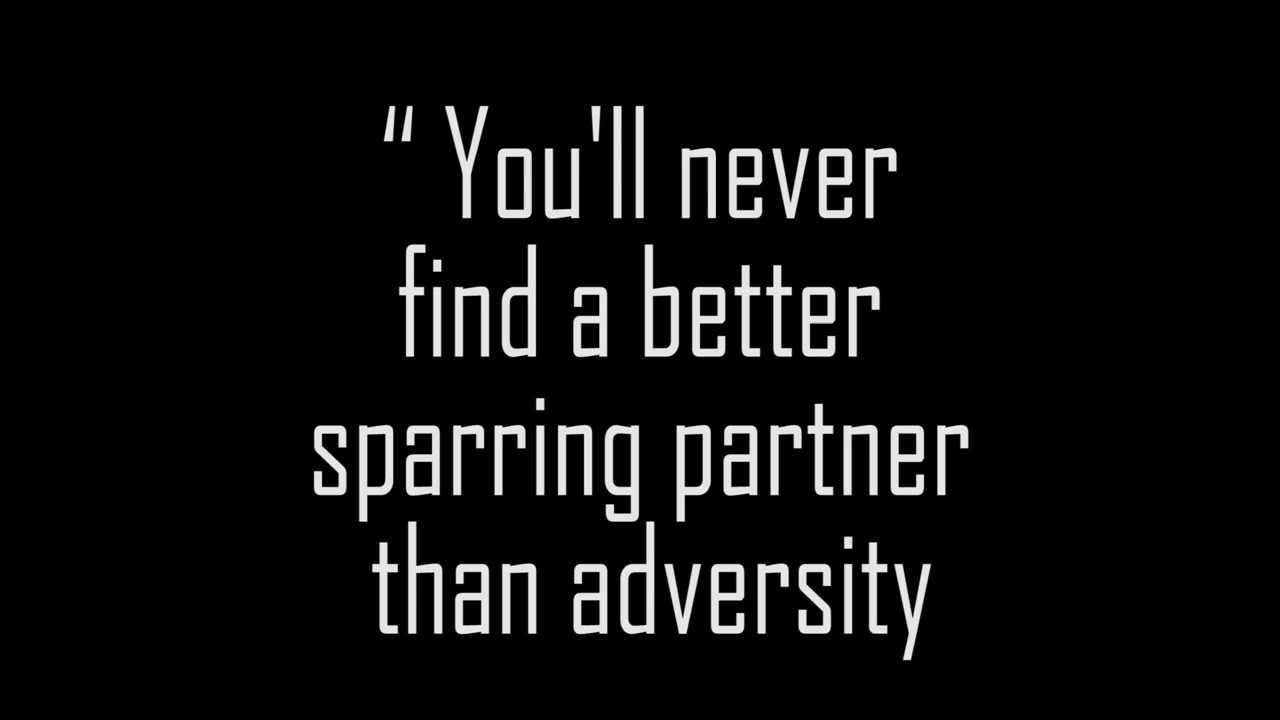 “ You'll never
find a better
sparring partner
than adversity